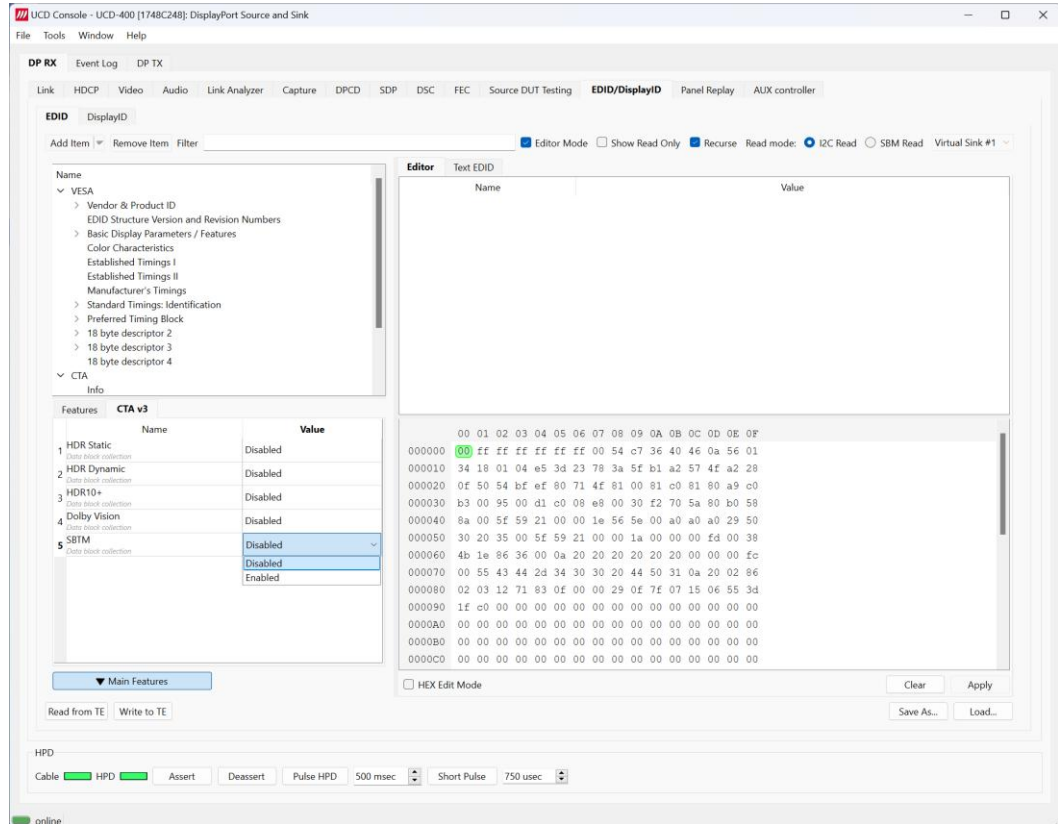 UCD Console - UCD-400 [1748C248]: DisplayPort Source and Sink
File Tools Window Help
DP RX Event Log DP TX
Link HDCP Video Audio Link Analyzer Capture DPCD SDP DSC FEC Source DUT Testing EDID/DisplayID Panel Replay AUX controller
EDID DisplayID
Add Item Remove Item Filter Editor Mode Show Read Only Recurse Read mode: I2C Read SBM Read Virtual Sink #1
Name
VESA
Vendor & Product ID
EDID Structure Version and Revision Numbers
Basic Display Parameters / Features
Color Characteristics
Established Timings I
Established Timings II
Manufacturer's Timings
Standard Timings: Identification
Preferred Timing Block
18 byte descriptor 2
18 byte descriptor 3
18 byte descriptor 4
CTA
Info
Editor Text EDID
Name Value
Features CTA v3
Name Value
1 HDR Static Disabled
Data block collection
2 HDR Dynamic Disabled
Data block collection
3 HDR10+ Disabled
Data block collection
4 Dolby Vision Disabled
Data block collection
5 SBTM Disabled
Data block collection
Disabled
Enabled
00 01 02 03 04 05 06 07 08 09 0A 0B 0C 0D 0E 0F
000000 00 ff ff ff ff ff ff 00 54 c7 36 40 46 0a 56 01
000010 34 18 01 04 e5 3d 23 78 3a 5f b1 a2 57 4f a2 28
000020 0f 50 54 bf ef 80 71 4f 81 00 81 c0 81 80 a9 c0
000030 b3 00 95 00 d1 c0 08 e8 00 30 f2 70 5a 80 b0 58
000040 8a 00 5f 59 21 00 00 1e 56 5e 00 a0 a0 a0 29 50
000050 30 20 35 00 5f 59 21 00 00 1a 00 00 00 fd 00 38
000060 4b 1e 86 36 00 0a 20 20 20 20 20 20 00 00 00 fc
000070 00 55 43 44 2d 34 30 30 20 44 50 31 0a 20 02 86
000080 02 03 12 71 83 0f 00 00 29 0f 7f 07 15 06 55 3d
000090 1f c0 00 00 00 00 00 00 00 00 00 00 00 00 00 00
0000A0 00 00 00 00 00 00 00 00 00 00 00 00 00 00 00 00
0000B0 00 00 00 00 00 00 00 00 00 00 00 00 00 00 00 00
0000C0 00 00 00 00 00 00 00 00 00 00 00 00 00 00 00 00
Main Features
HEX Edit Mode Clear Apply
Read from TE Write to TE Save As... Load...
HPD
Cable HPD Assert Deassert Pulse HPD 500 msec Short Pulse 750 usec
online